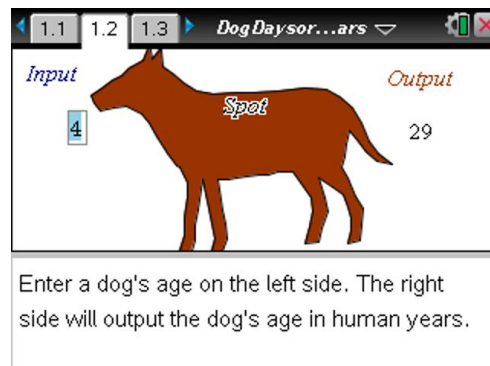 1.1 1.2 1.3 DogDaysor...ars
Input
Output
Spot
4
29
Enter a dog's age on the left side. The right
side will output the dog's age in human years.